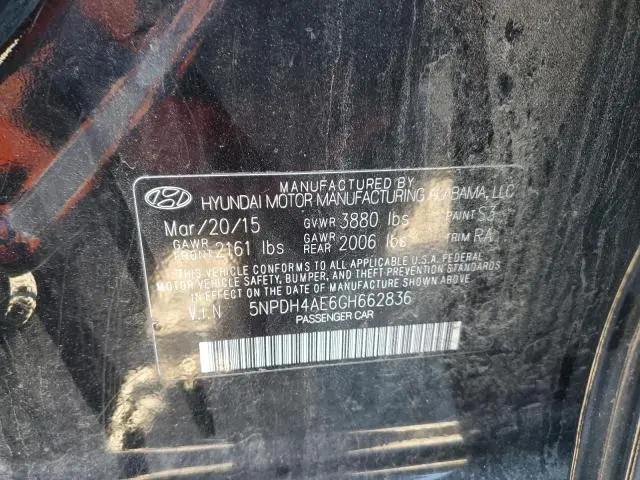 MANUFACTURED BY
HYUNDAI MOTOR MANUFACTURING ALABAMA, LLC
Mar/20/15 GVWR 3880 lbs PAINT S3
GAWR FRONT 2161 lbs GAWR REAR 2006 lbs TRIM RA
THIS VEHICLE CONFORMS TO ALL APPLICABLE U.S.A. FEDERAL
MOTOR VEHICLE SAFETY, BUMPER, AND THEFT PREVENTION
STANDARDS IN EFFECT ON THE DATE OF MANUFACTURE SHOWN ABOVE.
V.I.N 5NPDH4AE6GH662836
PASSENGER CAR